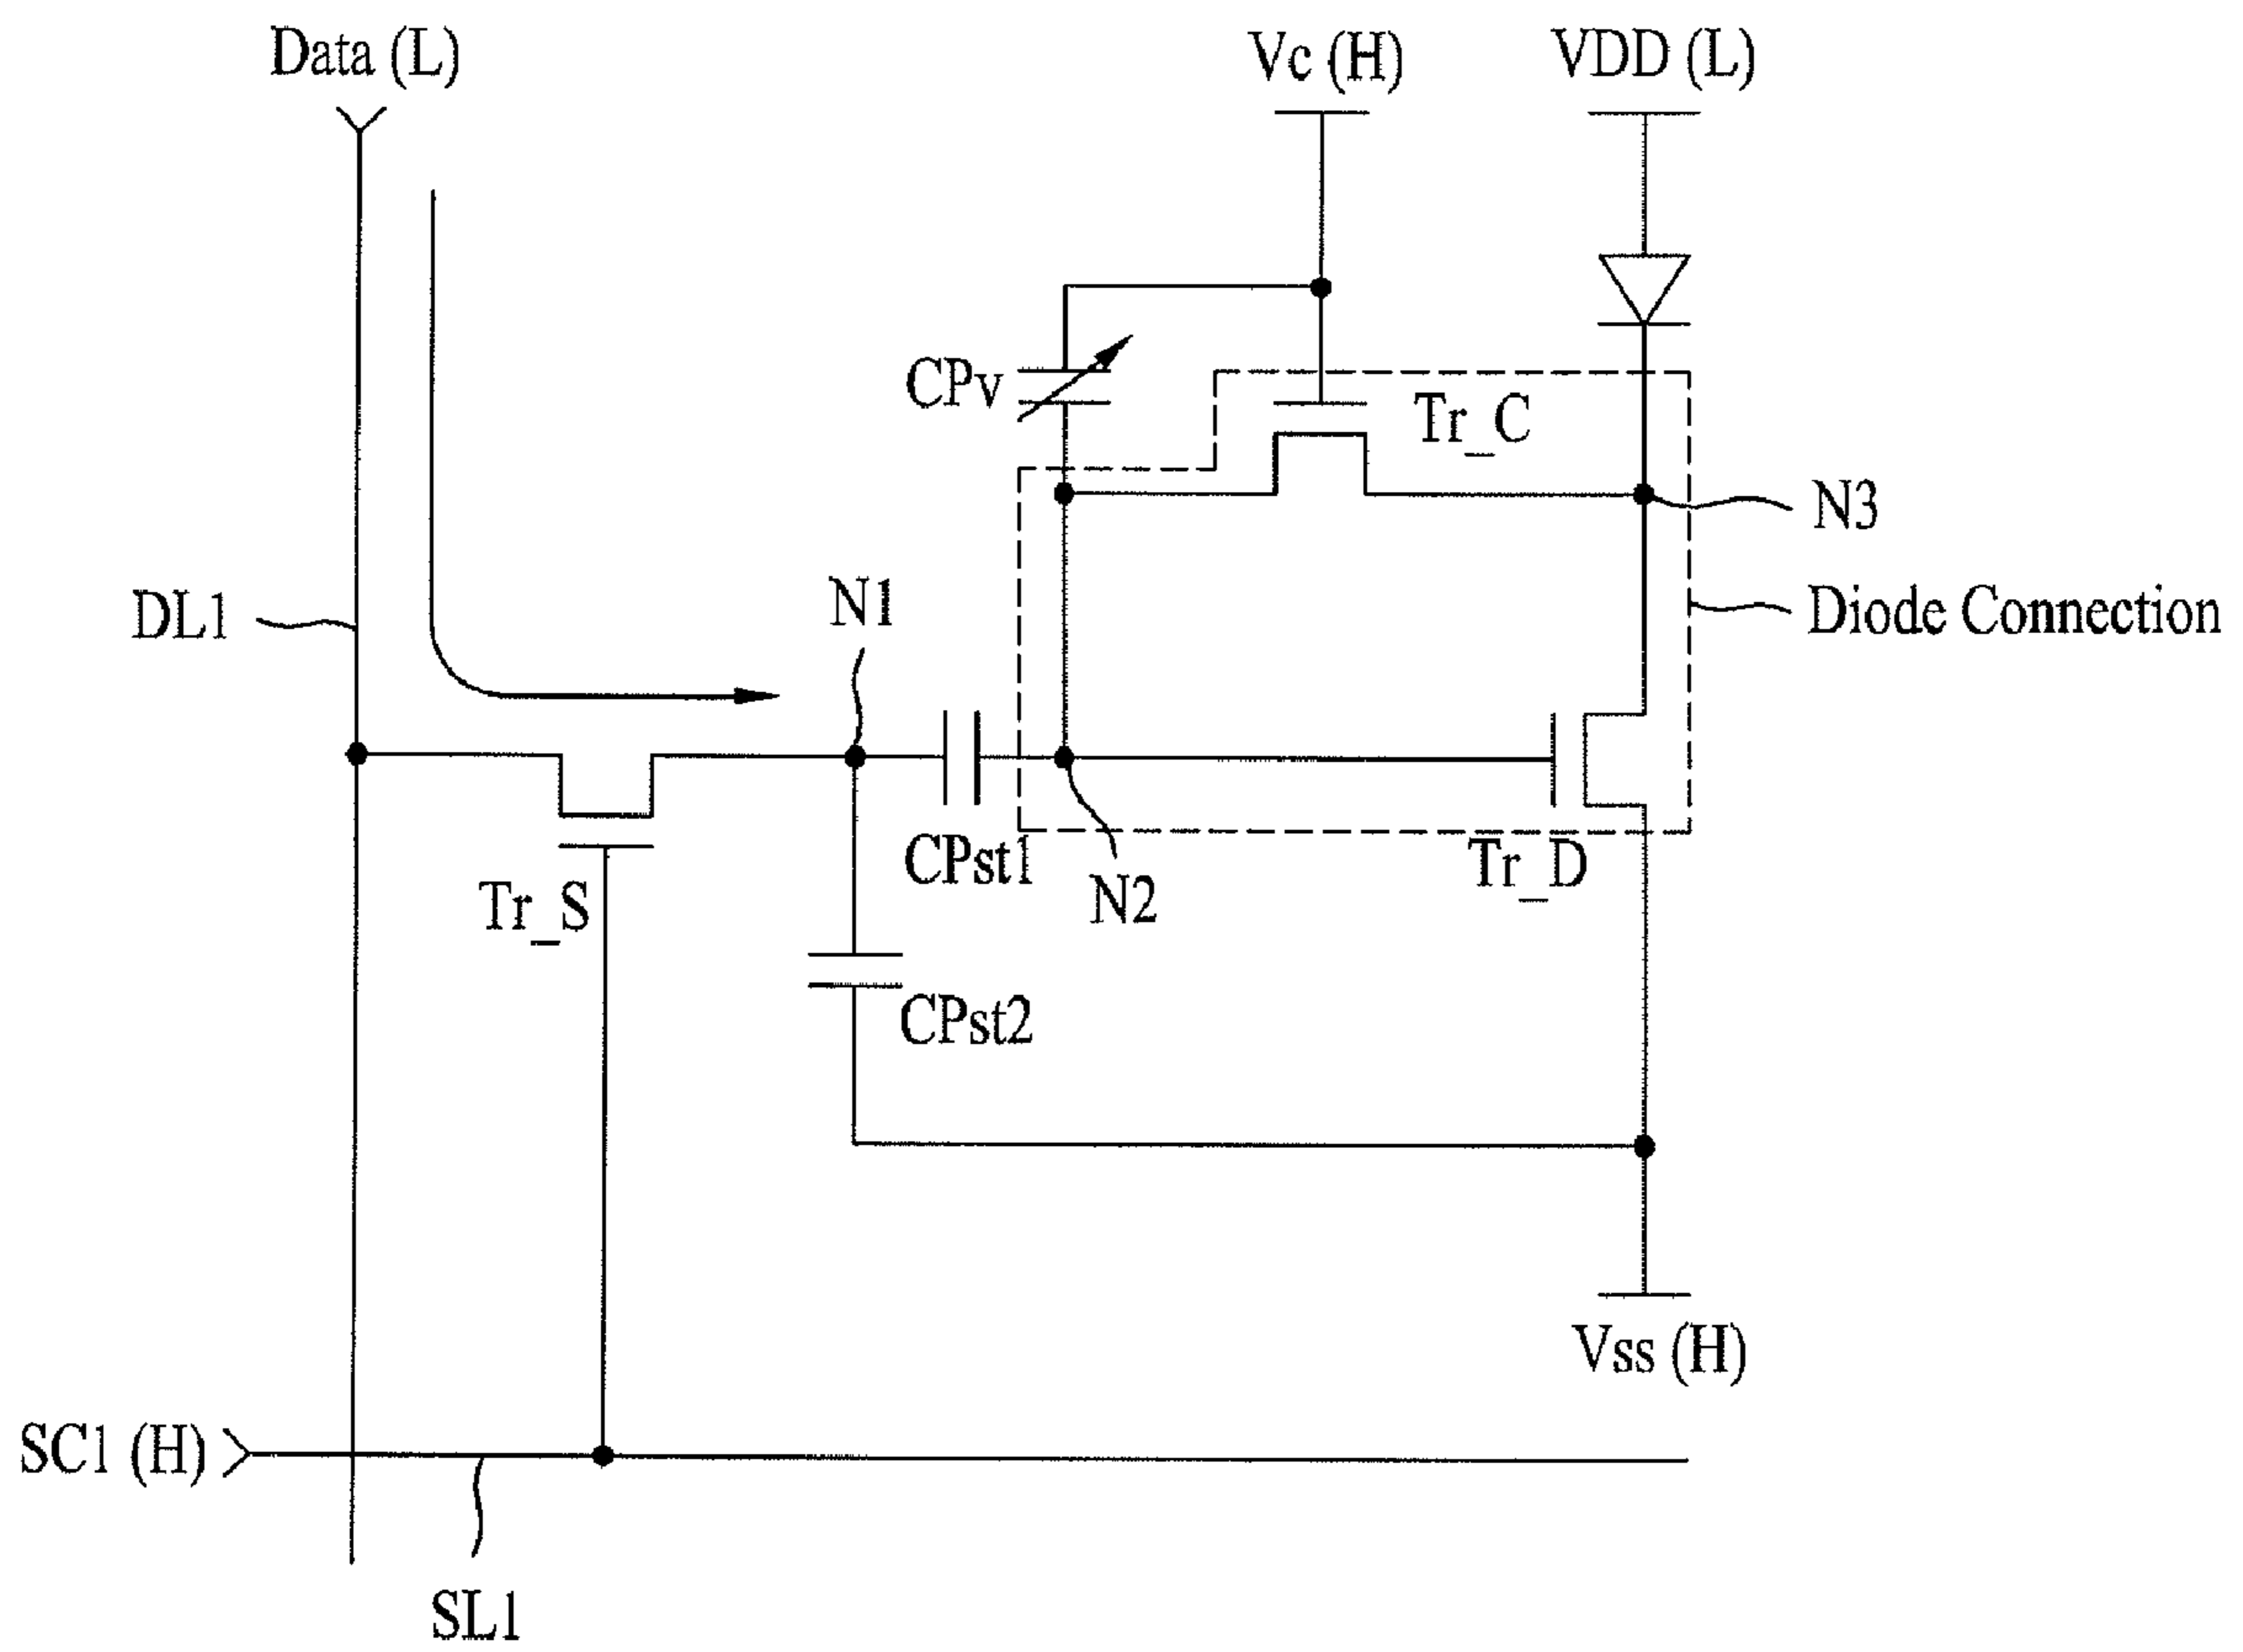 Data (L)
Vc (H)
VDD (L)
CPv
Tr_C
N3
DL1
N1
Diode Connection
CPst1
Tr_D
Tr_S
N2
CPst2
Vss (H)
SC1 (H)
SL1